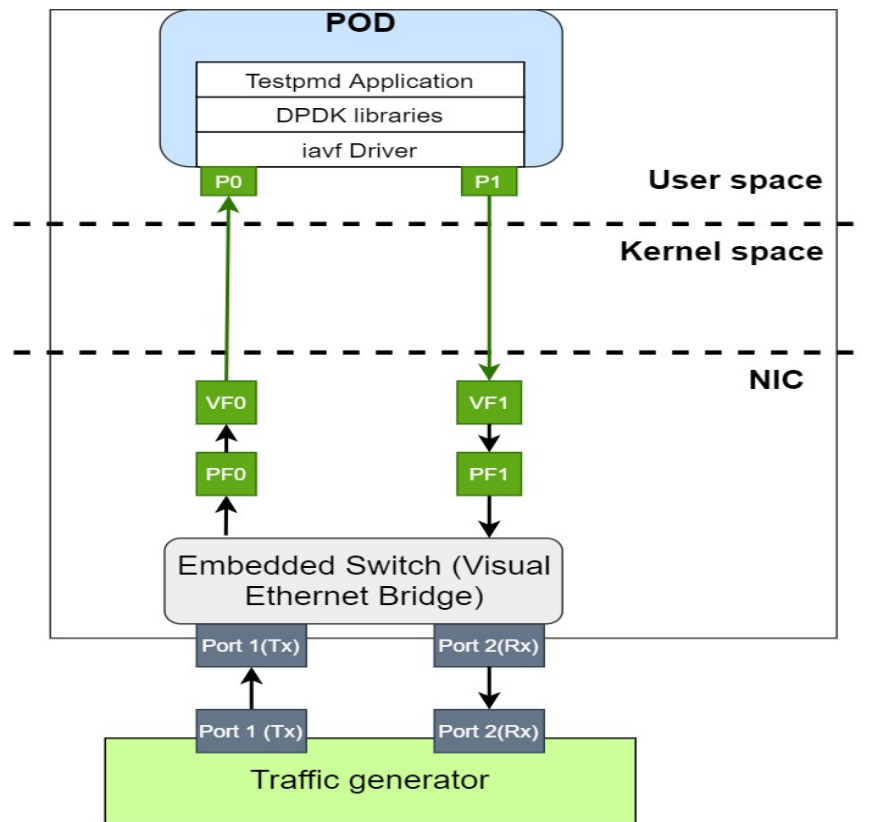 POD
Testpmd Application
DPDK libraries
iavf Driver
P0
P1
User space
Kernel space
NIC
VF0
VF1
PF0
PF1
Embedded Switch (Visual
Ethernet Bridge)
Port 1(Tx)
Port 2(Rx)
Port 1 (Tx)
Port 2(Rx)
Traffic generator